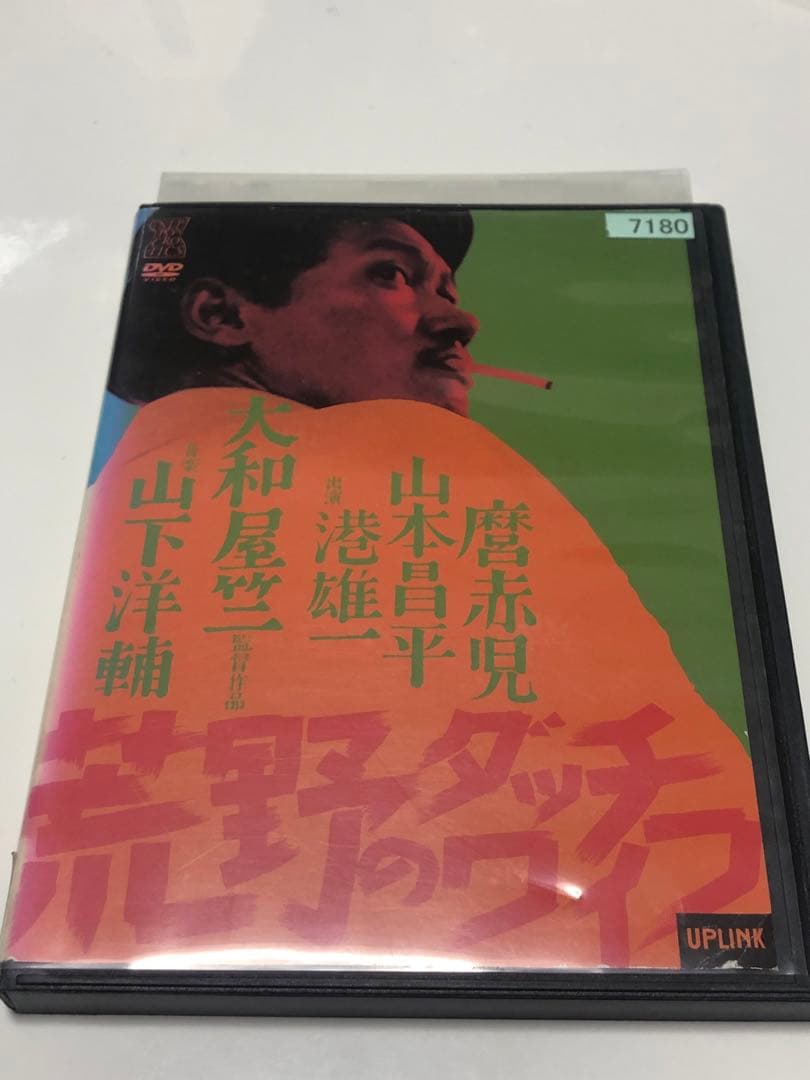 7180
DVD
VIDEO
麿赤児
山本昌平
出演
港雄一
大和屋竺
監督作品
音楽
山下洋輔
荒野のダッチワイフ
UPLINK